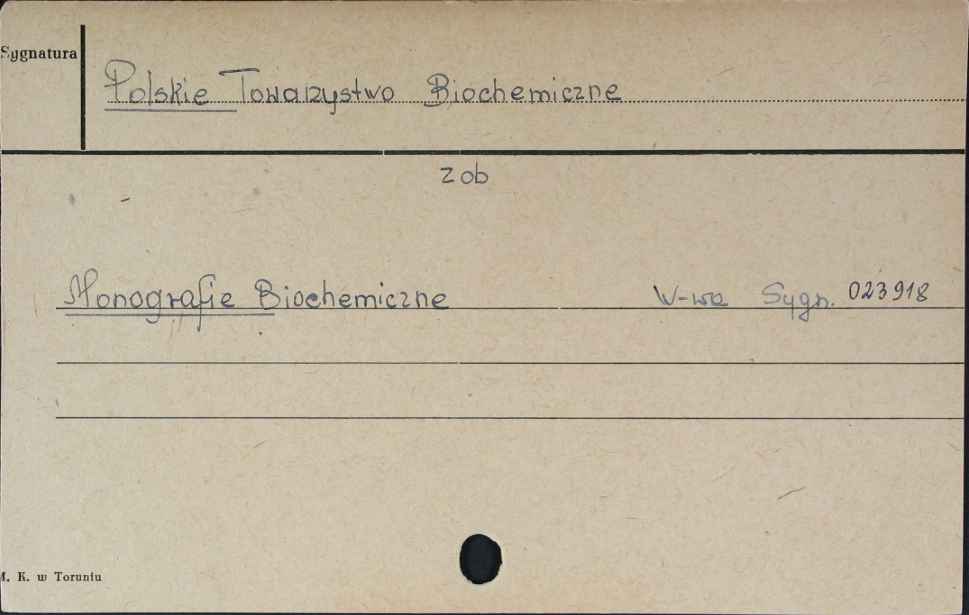 Sygnatura
Polskie Towarzystwo Biochemiczne
zob
Monografie Biochemiczne W-wa Sygn. 023918
K. w Toruniu